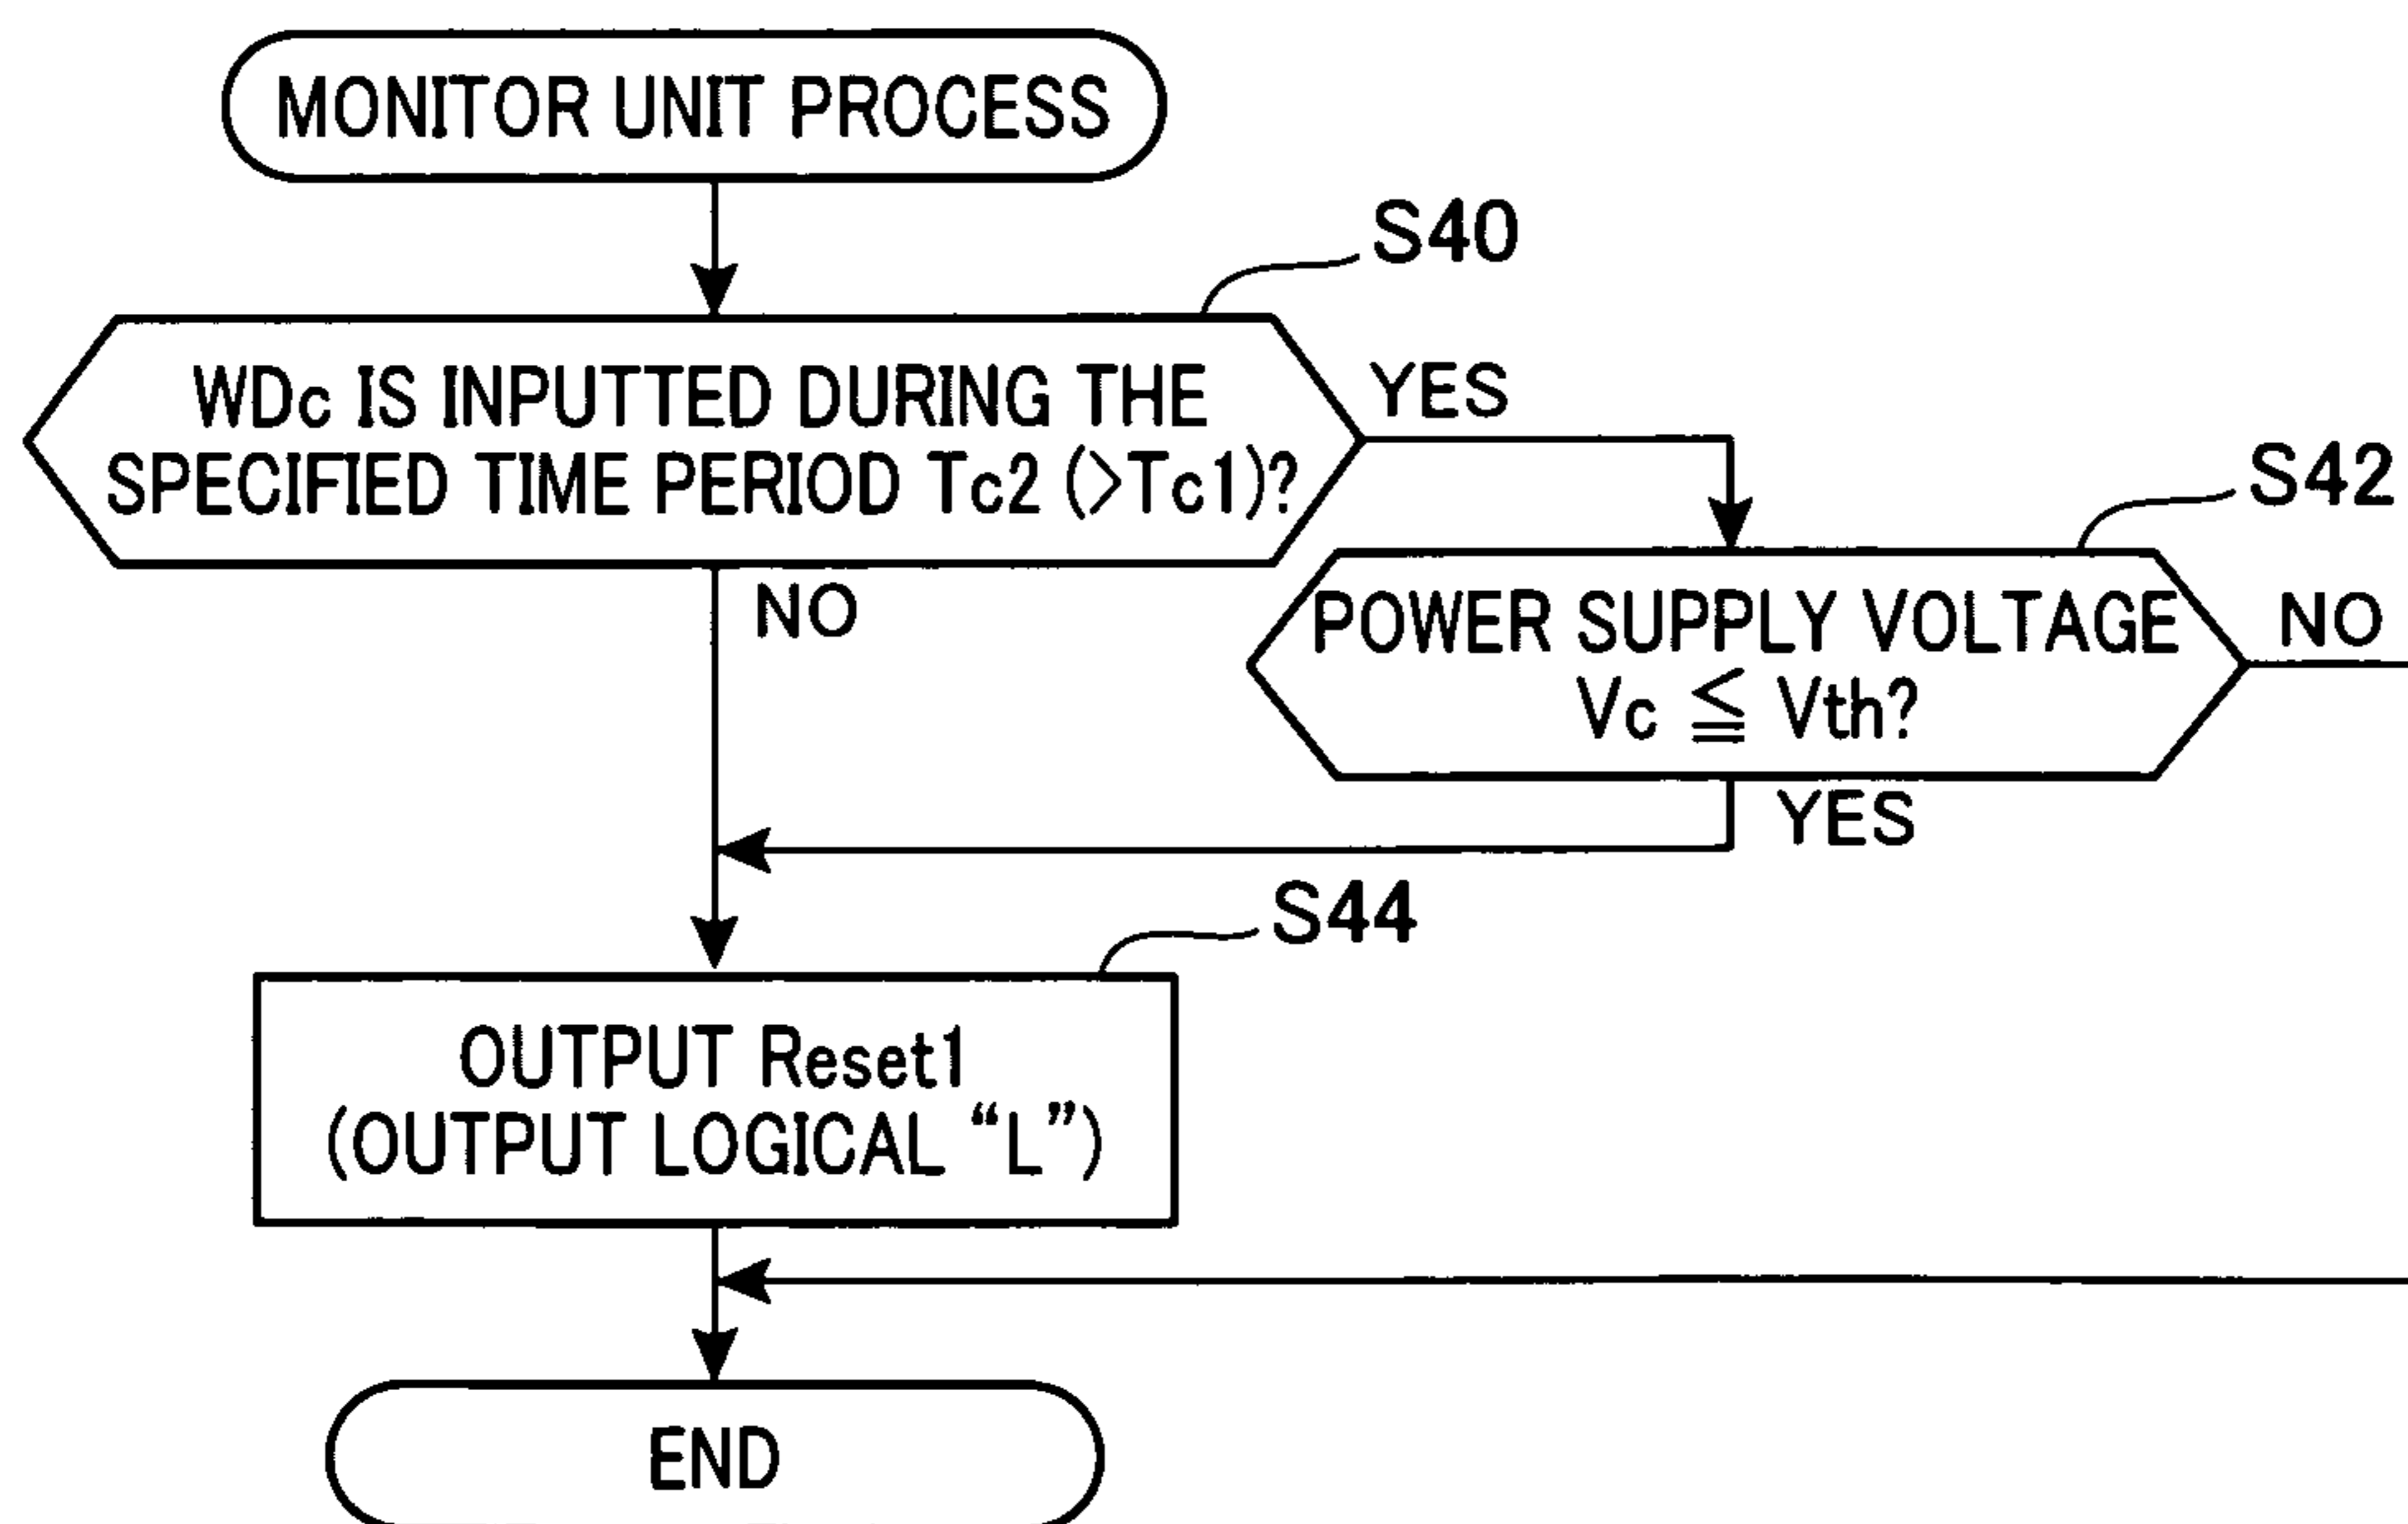 MONITOR UNIT PROCESS
S40
WDc IS INPUTTED DURING THE
SPECIFIED TIME PERIOD Tc2 (>Tc1)?
YES
NO
S42
POWER SUPPLY VOLTAGE
Vc ≦ Vth?
NO
YES
S44
OUTPUT Reset1
(OUTPUT LOGICAL “L”)
END